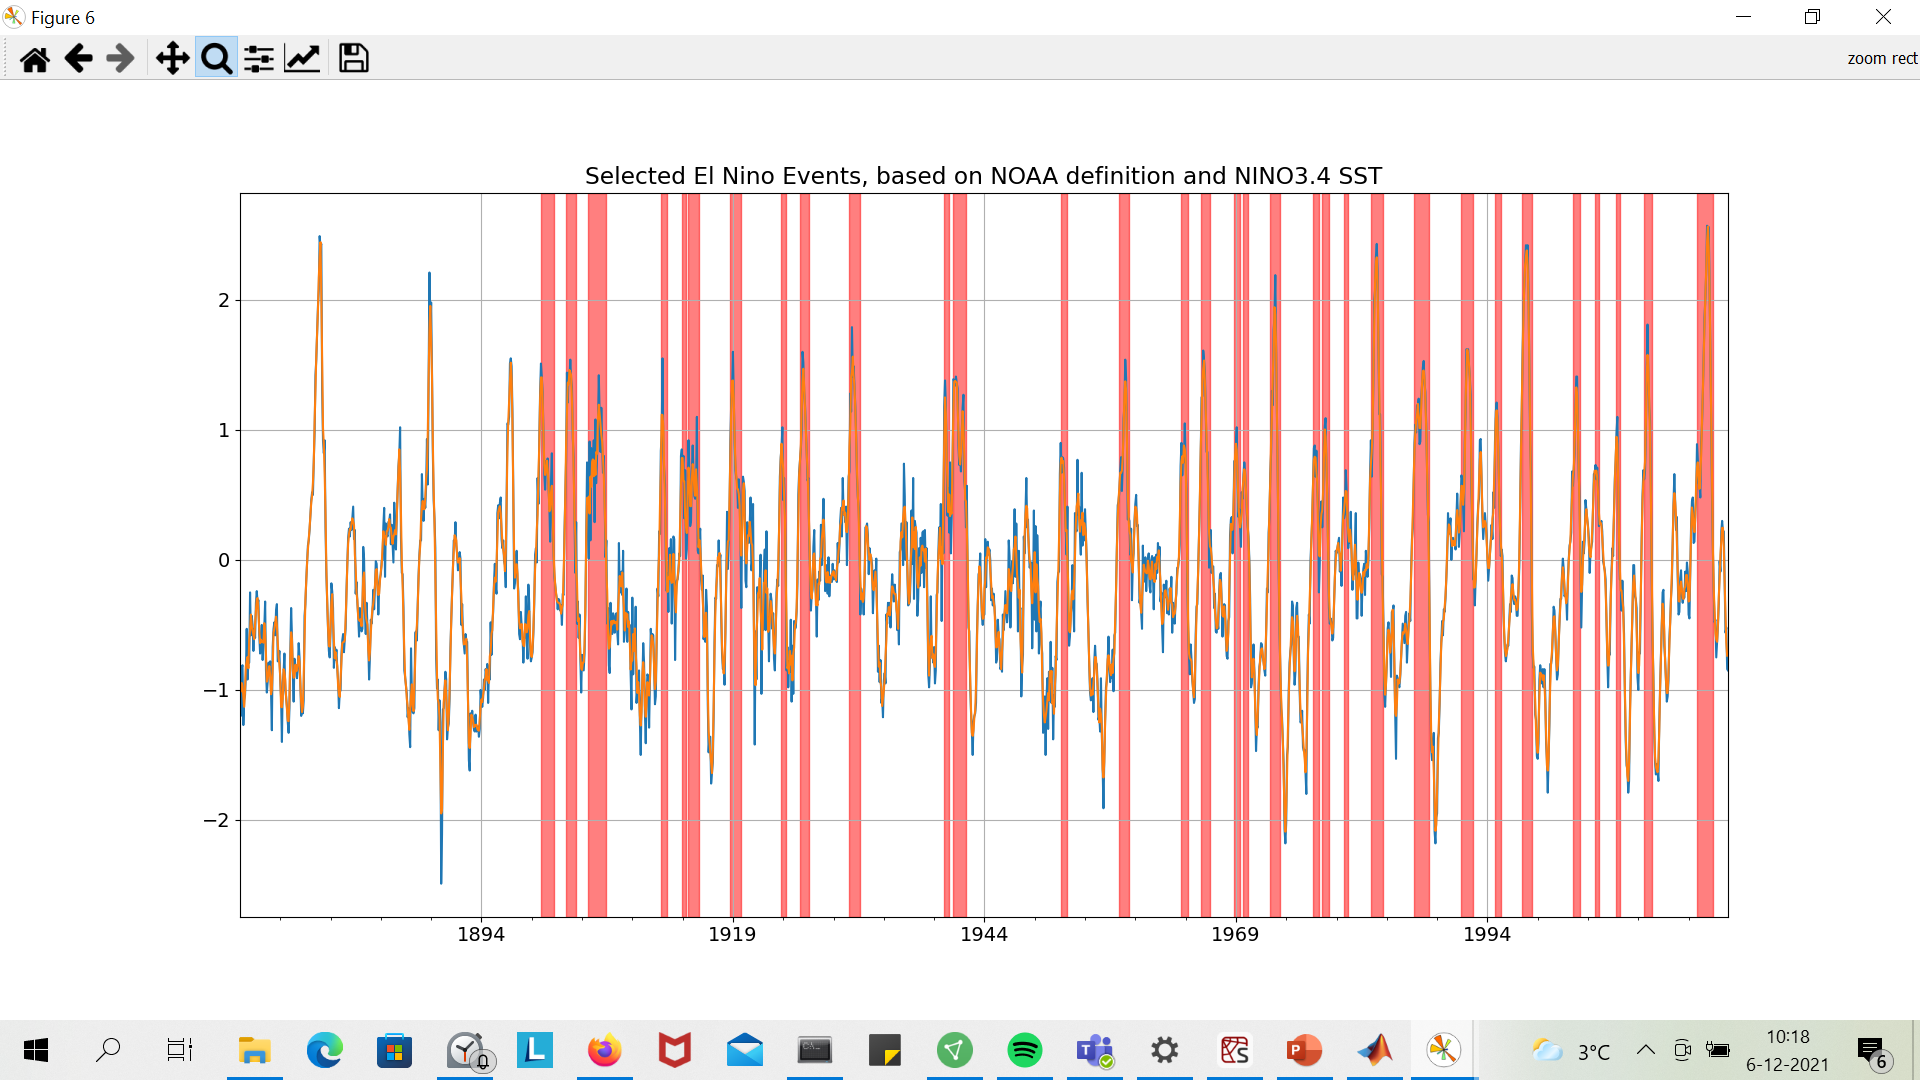 Figure 6
zoom rect
Selected El Nino Events, based on NOAA definition and NINO3.4 SST
2
1
0
−1
−2
1894 1919 1944 1969 1994
3°C
10:18
6-12-2021
6